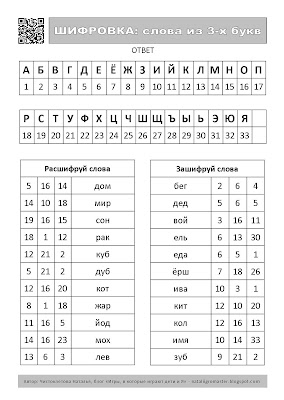 ШИФРОВКА: слова из 3-х букв
ОТВЕТ
А Б В Г Д Е Ё Ж З И Й К Л М Н О П
1 2 3 4 5 6 7 8 9 10 11 12 13 14 15 16 17
Р С Т У Ф Х Ц Ч Ш Щ Ъ Ы Ь Э Ю Я
18 19 20 21 22 23 24 25 26 27 28 29 30 31 32 33
Расшифруй слова
5 16 14 дом
14 10 18 мир
19 16 15 сон
18 1 12 рак
12 21 2 куб
5 21 2 дуб
12 16 20 кот
8 1 18 жар
11 16 5 йод
14 16 23 мох
13 6 3 лев
Зашифруй слова
бег 2 6 4
дед 5 6 5
вой 3 16 11
ель 6 13 30
еда 6 5 1
ёрш 7 18 26
ива 10 3 1
кит 12 10 20
кол 12 16 13
имя 10 14 33
зуб 9 21 2